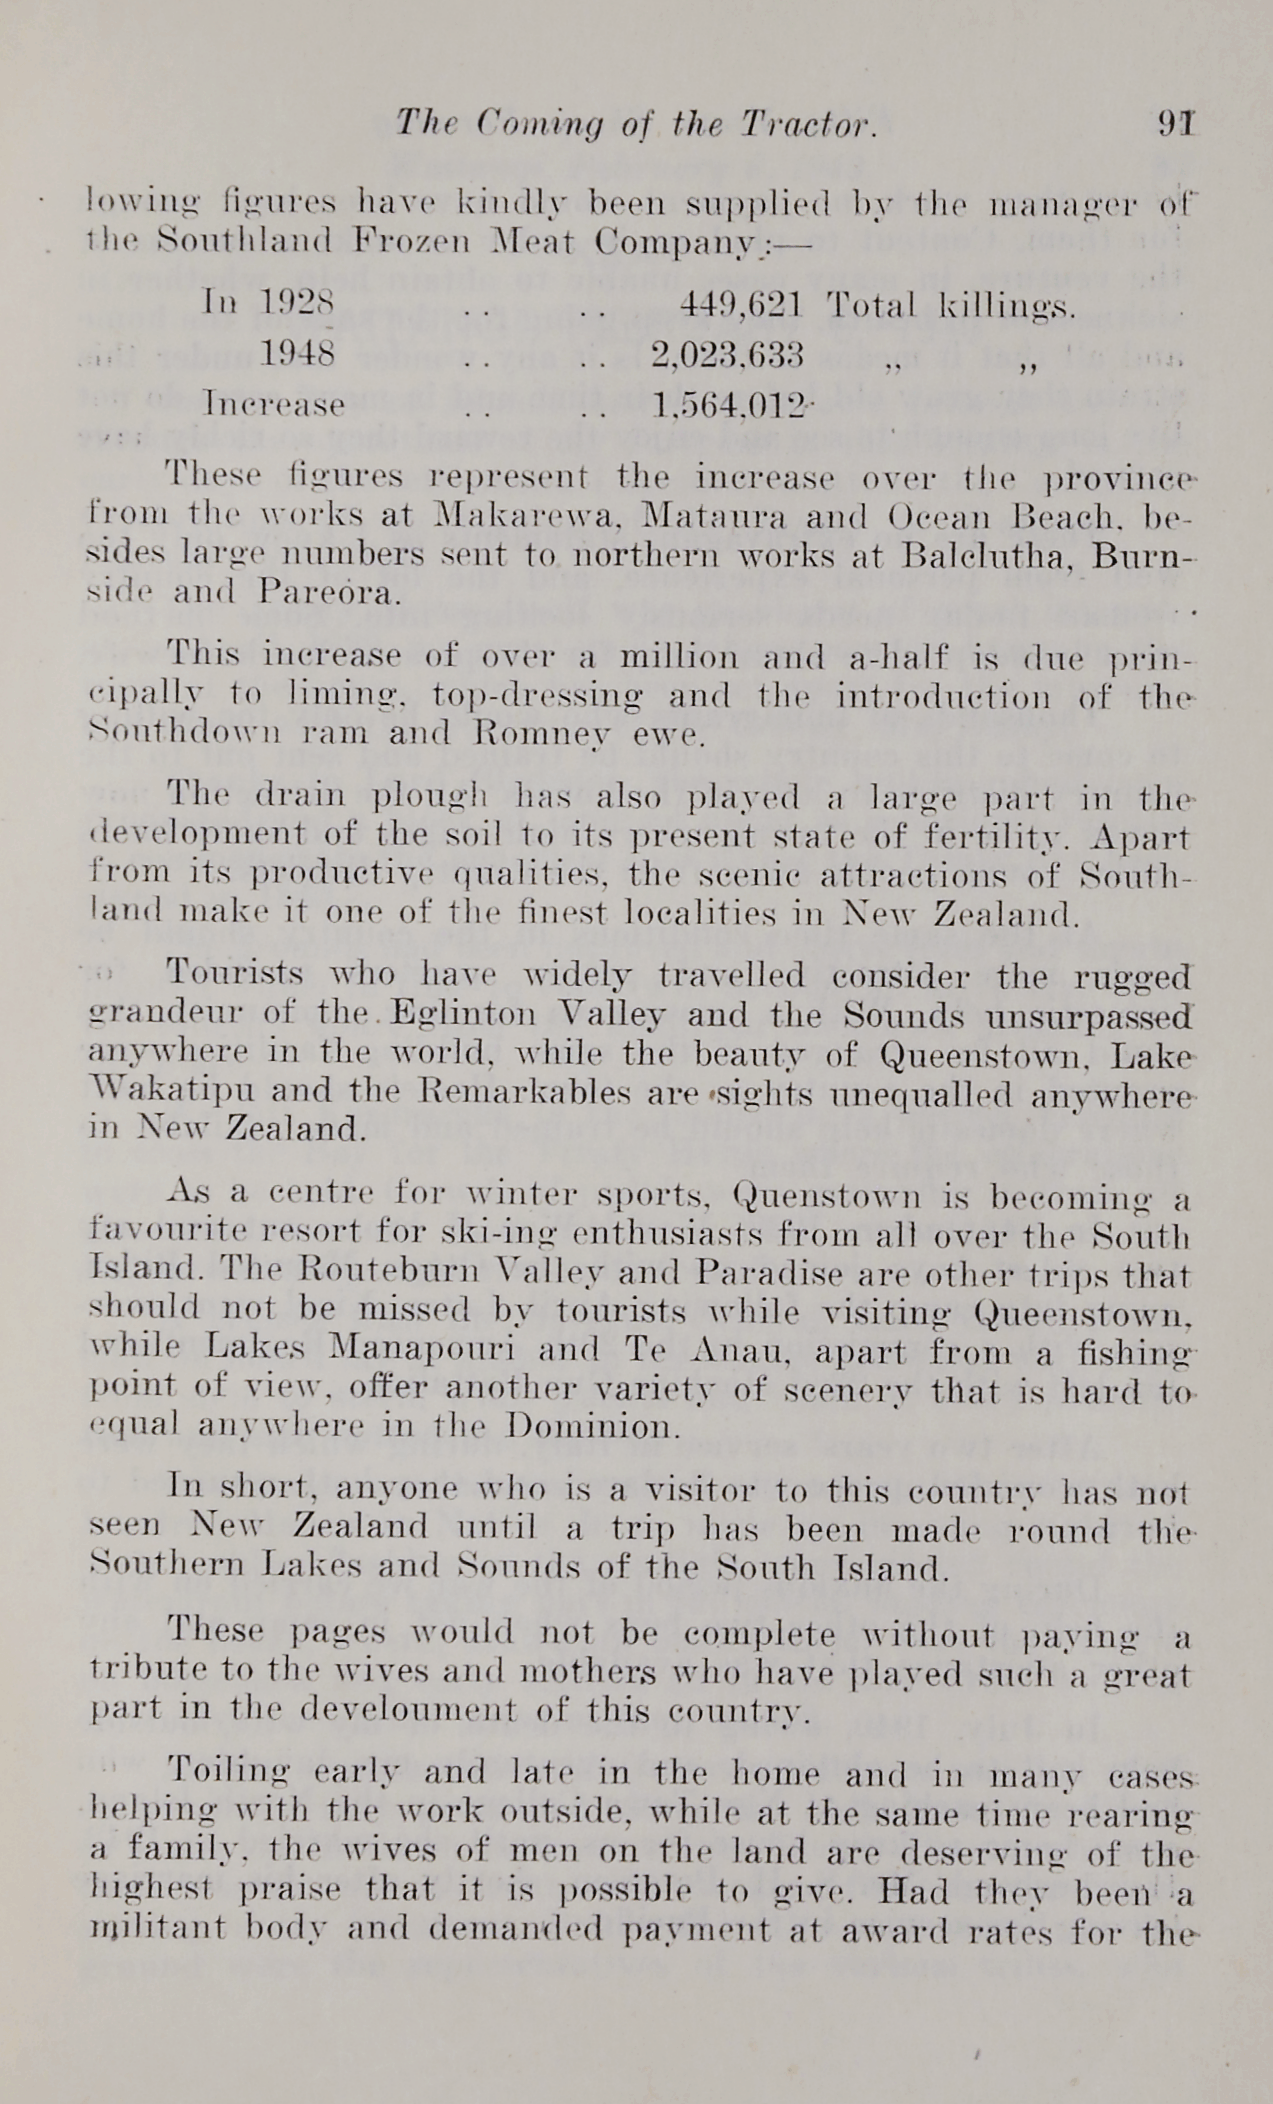 The Coming of the Tractor. 91
lowing figures have kindly been supplied by the manager of
the Southland Frozen Meat Company:—
In 1928 .. .. 449,621 Total killings.
1948 .. .. 2,023,633 ,, ,,
Increase .. .. 1,564,012
These figures represent the increase over the province
from the works at Makarewa, Mataura and Ocean Beach, be-
sides large numbers sent to northern works at Balclutha, Burn-
side and Pareora.
This increase of over a million and a-half is due prin-
cipally to liming, top-dressing and the introduction of the
Southdown ram and Romney ewe.
The drain plough has also played a large part in the
development of the soil to its present state of fertility. Apart
from its productive qualities, the scenic attractions of South-
land make it one of the finest localities in New Zealand.
Tourists who have widely travelled consider the rugged
grandeur of the Eglinton Valley and the Sounds unsurpassed
anywhere in the world, while the beauty of Queenstown, Lake
Wakatipu and the Remarkables are sights unequalled anywhere
in New Zealand.
As a centre for winter sports, Quenstown is becoming a
favourite resort for ski-ing enthusiasts from all over the South
Island. The Routeburn Valley and Paradise are other trips that
should not be missed by tourists while visiting Queenstown,
while Lakes Manapouri and Te Anau, apart from a fishing
point of view, offer another variety of scenery that is hard to
equal anywhere in the Dominion.
In short, anyone who is a visitor to this country has not
seen New Zealand until a trip has been made round the
Southern Lakes and Sounds of the South Island.
These pages would not be complete without paying a
tribute to the wives and mothers who have played such a great
part in the develoument of this country.
Toiling early and late in the home and in many cases
helping with the work outside, while at the same time rearing
a family, the wives of men on the land are deserving of the
highest praise that it is possible to give. Had they been a
militant body and demanded payment at award rates for the